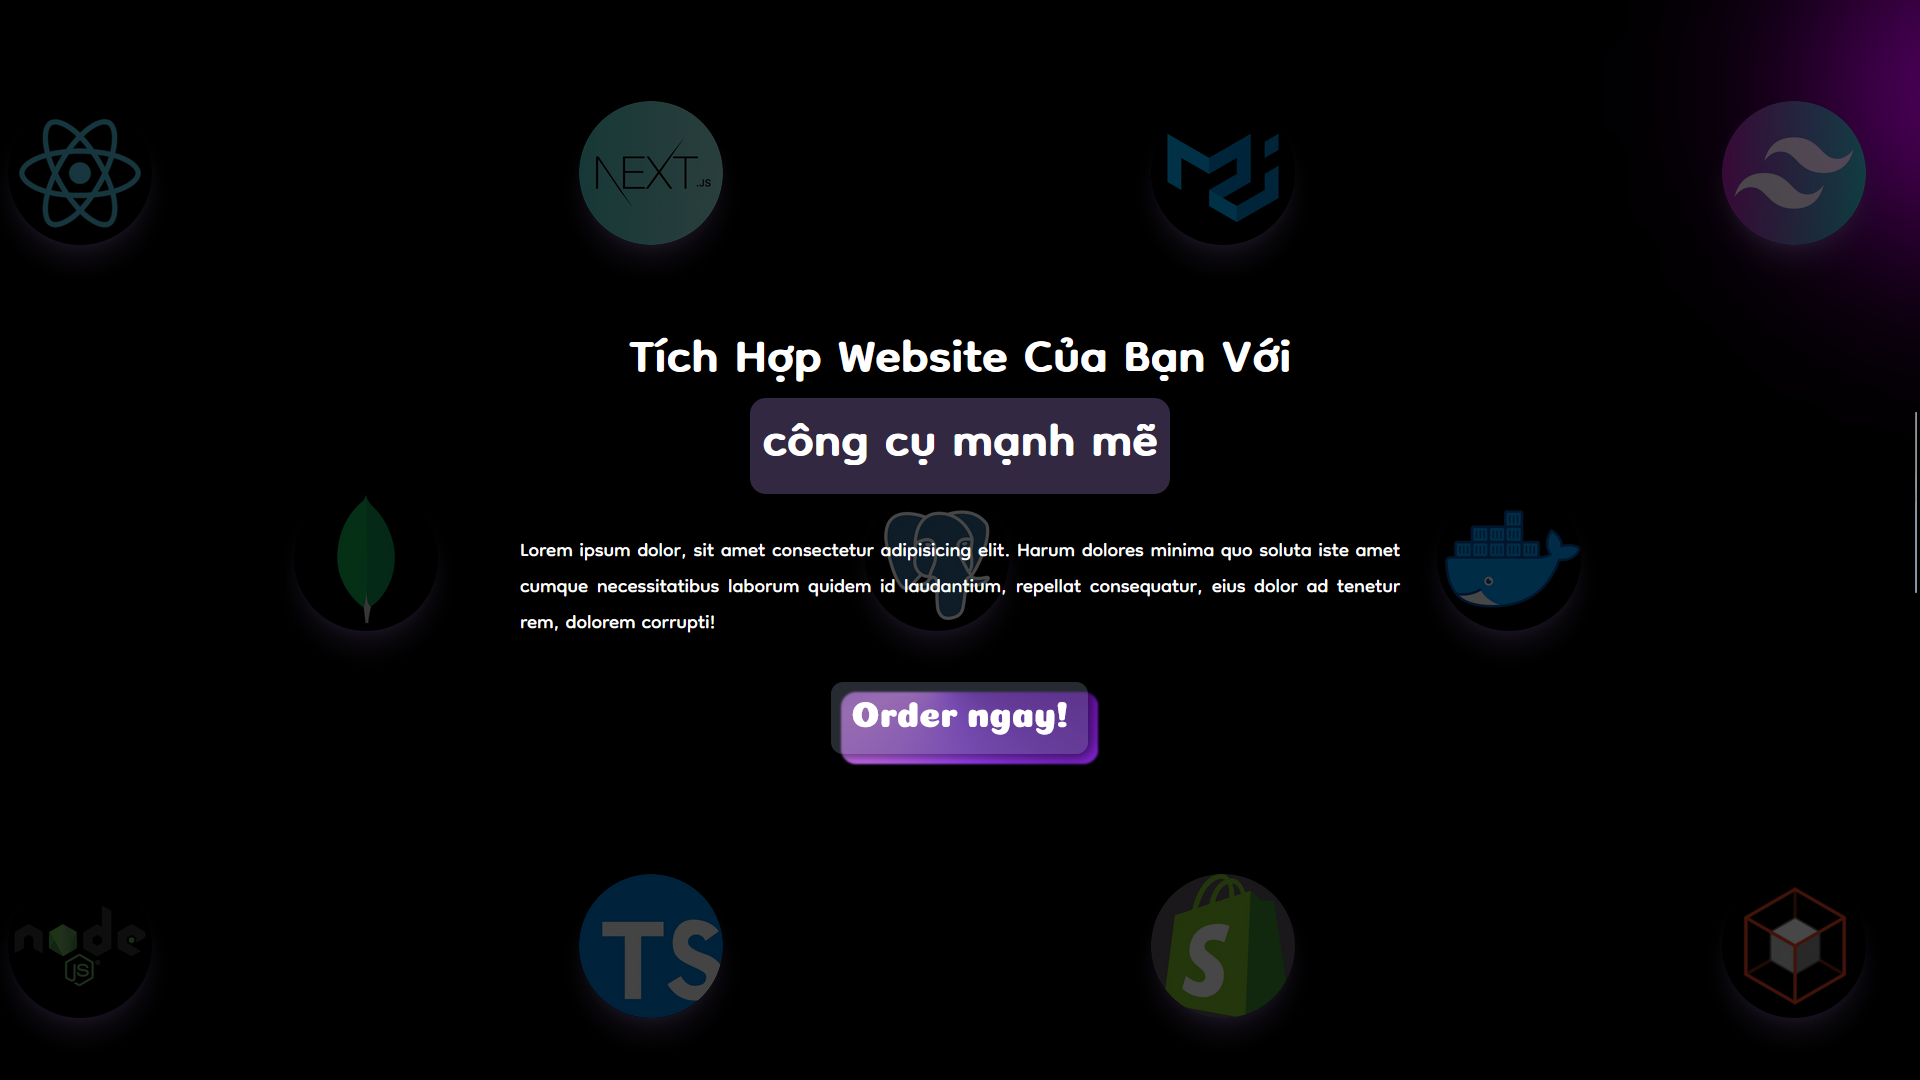 NEXT.JS
Tích Hợp Website Của Bạn Với
công cụ mạnh mẽ
Lorem ipsum dolor, sit amet consectetur adipisicing elit. Harum dolores minima quo soluta iste amet
cumque necessitatibus laborum quidem id laudantium, repellat consequatur, eius dolor ad tenetur
rem, dolorem corrupti!
Order ngay!
node
JS
TS
S